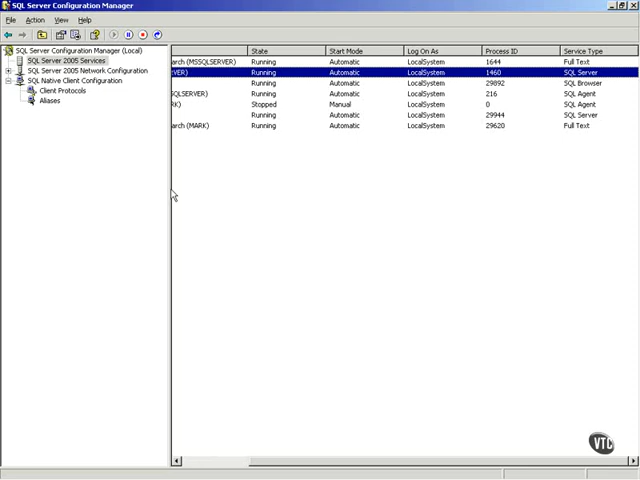 SQL Server Configuration Manager
File Action View Help
SQL Server Configuration Manager (Local)
SQL Server 2005 Services
SQL Server 2005 Network Configuration
SQL Native Client Configuration
Client Protocols
Aliases
State Start Mode Log On As Process ID Service Type
arch (MSSQLSERVER) Running Automatic LocalSystem 1644 Full Text
RVER) Running Automatic LocalSystem 1460 SQL Server
Running Automatic LocalSystem 29892 SQL Browser
SQLSERVER) Running Automatic LocalSystem 216 SQL Agent
RK) Stopped Manual LocalSystem 0 SQL Agent
Running Automatic LocalSystem 29944 SQL Server
arch (MARK) Running Automatic LocalSystem 29620 Full Text
VTC